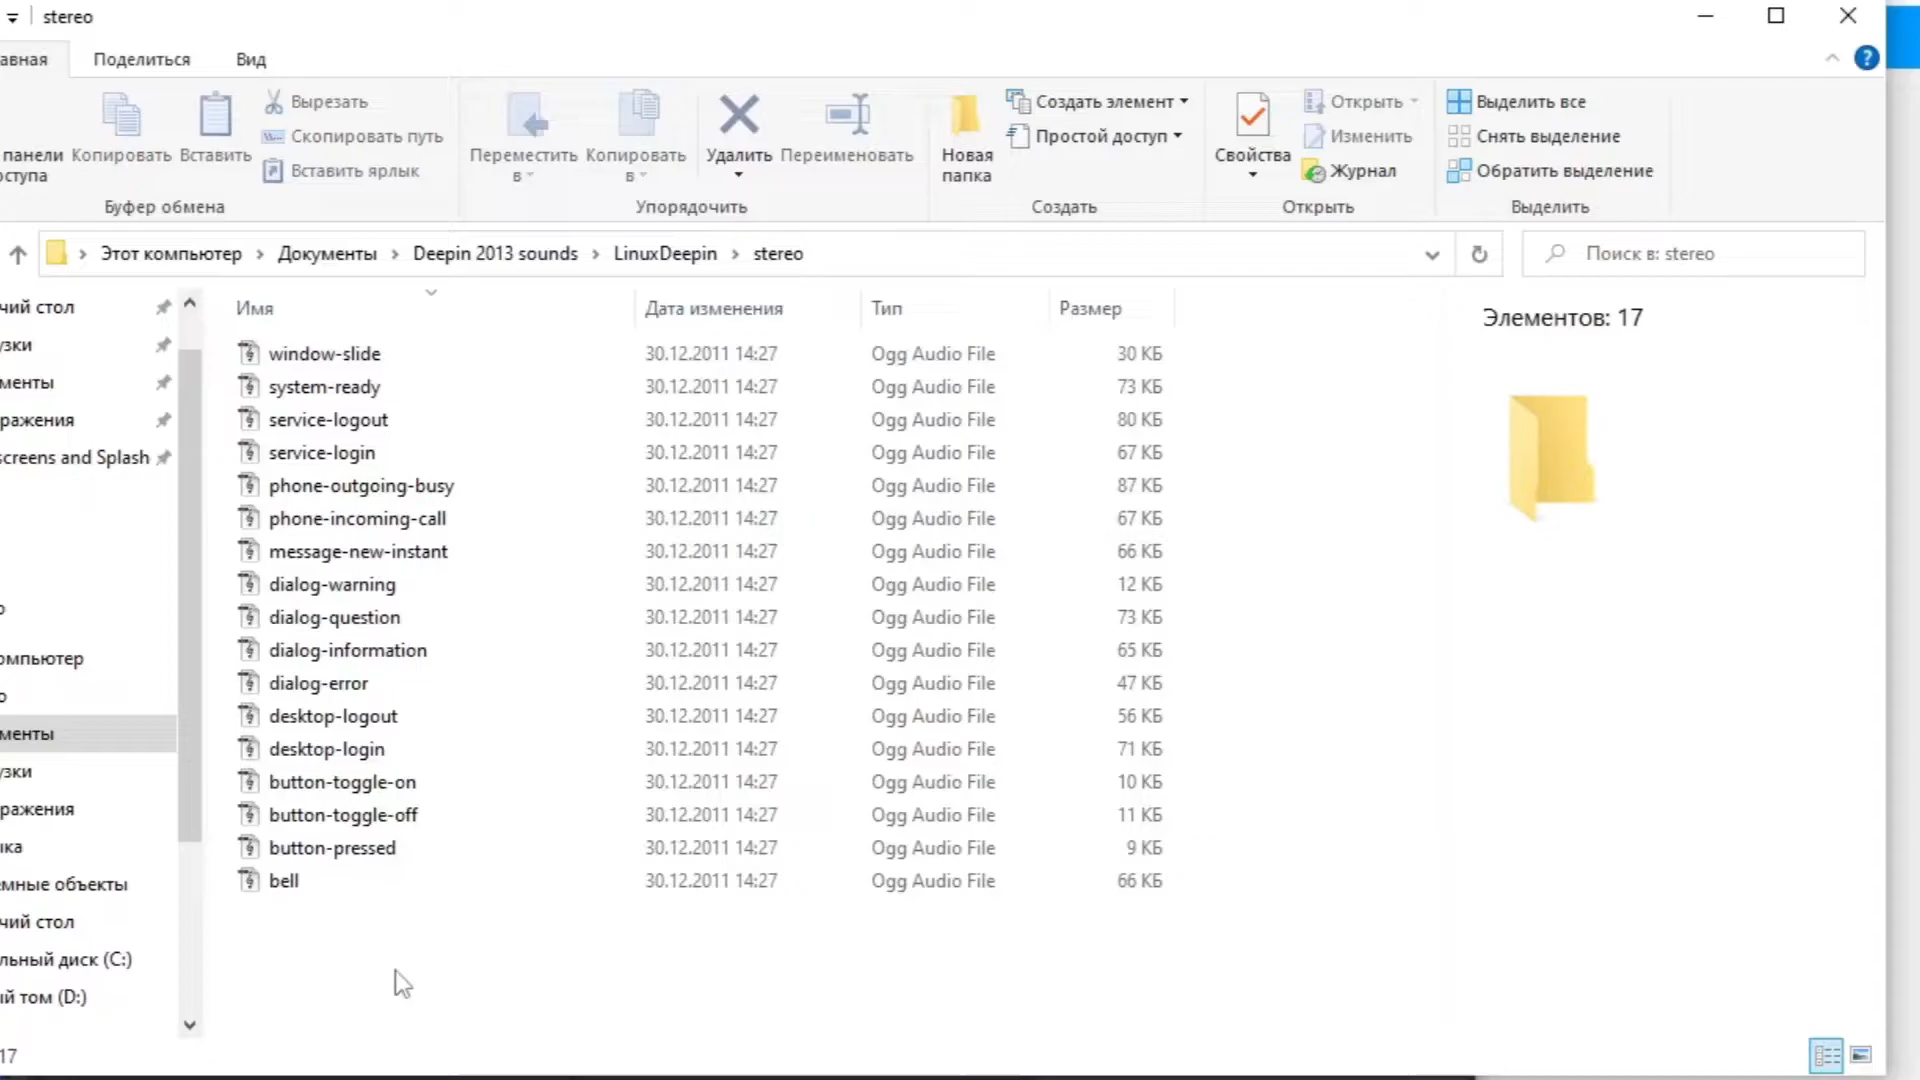 stereo
авная Поделиться Вид
панели
ступа
Копировать
Вставить
Вырезать
Скопировать путь
Вставить ярлык
Буфер обмена
Переместить
в
Копировать
в
Удалить
Переименовать
Упорядочить
Новая
папка
Создать элемент
Простой доступ
Создать
Свойства
Открыть
Изменить
Журнал
Открыть
Выделить все
Снять выделение
Обратить выделение
Выделить
Этот компьютер Документы Deepin 2013 sounds LinuxDeepin stereo
Поиск в: stereo
чий стол
узки
менты
ражения
screens and Splash
о
омпьютер
о
менты
узки
ражения
ыка
емные объекты
чий стол
льный диск (C:)
ый том (D:)
Имя Дата изменения Тип Размер
window-slide 30.12.2011 14:27 Ogg Audio File 30 КБ
system-ready 30.12.2011 14:27 Ogg Audio File 73 КБ
service-logout 30.12.2011 14:27 Ogg Audio File 80 КБ
service-login 30.12.2011 14:27 Ogg Audio File 67 КБ
phone-outgoing-busy 30.12.2011 14:27 Ogg Audio File 87 КБ
phone-incoming-call 30.12.2011 14:27 Ogg Audio File 67 КБ
message-new-instant 30.12.2011 14:27 Ogg Audio File 66 КБ
dialog-warning 30.12.2011 14:27 Ogg Audio File 12 КБ
dialog-question 30.12.2011 14:27 Ogg Audio File 73 КБ
dialog-information 30.12.2011 14:27 Ogg Audio File 65 КБ
dialog-error 30.12.2011 14:27 Ogg Audio File 47 КБ
desktop-logout 30.12.2011 14:27 Ogg Audio File 56 КБ
desktop-login 30.12.2011 14:27 Ogg Audio File 71 КБ
button-toggle-on 30.12.2011 14:27 Ogg Audio File 10 КБ
button-toggle-off 30.12.2011 14:27 Ogg Audio File 11 КБ
button-pressed 30.12.2011 14:27 Ogg Audio File 9 КБ
bell 30.12.2011 14:27 Ogg Audio File 66 КБ
Элементов: 17
17